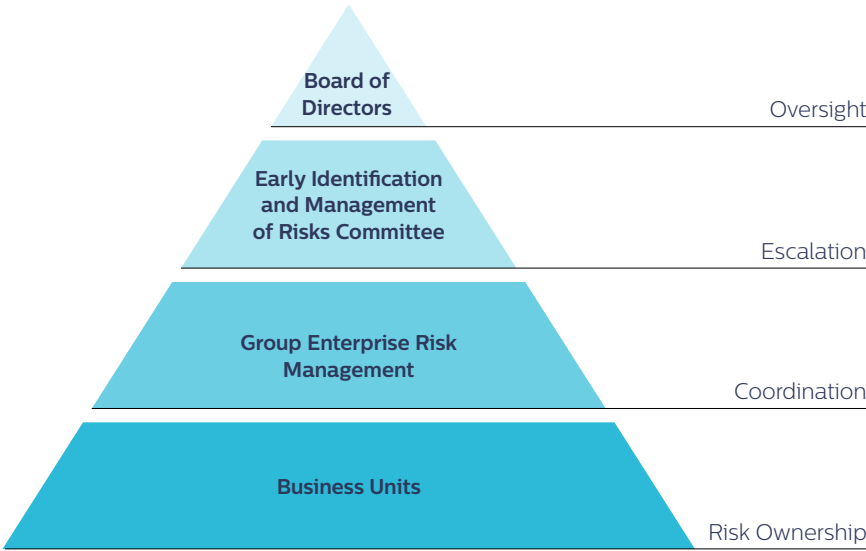 Board of
Directors
Oversight
Early Identification
and Management
of Risks Committee
Escalation
Group Enterprise Risk
Management
Coordination
Business Units
Risk Ownership